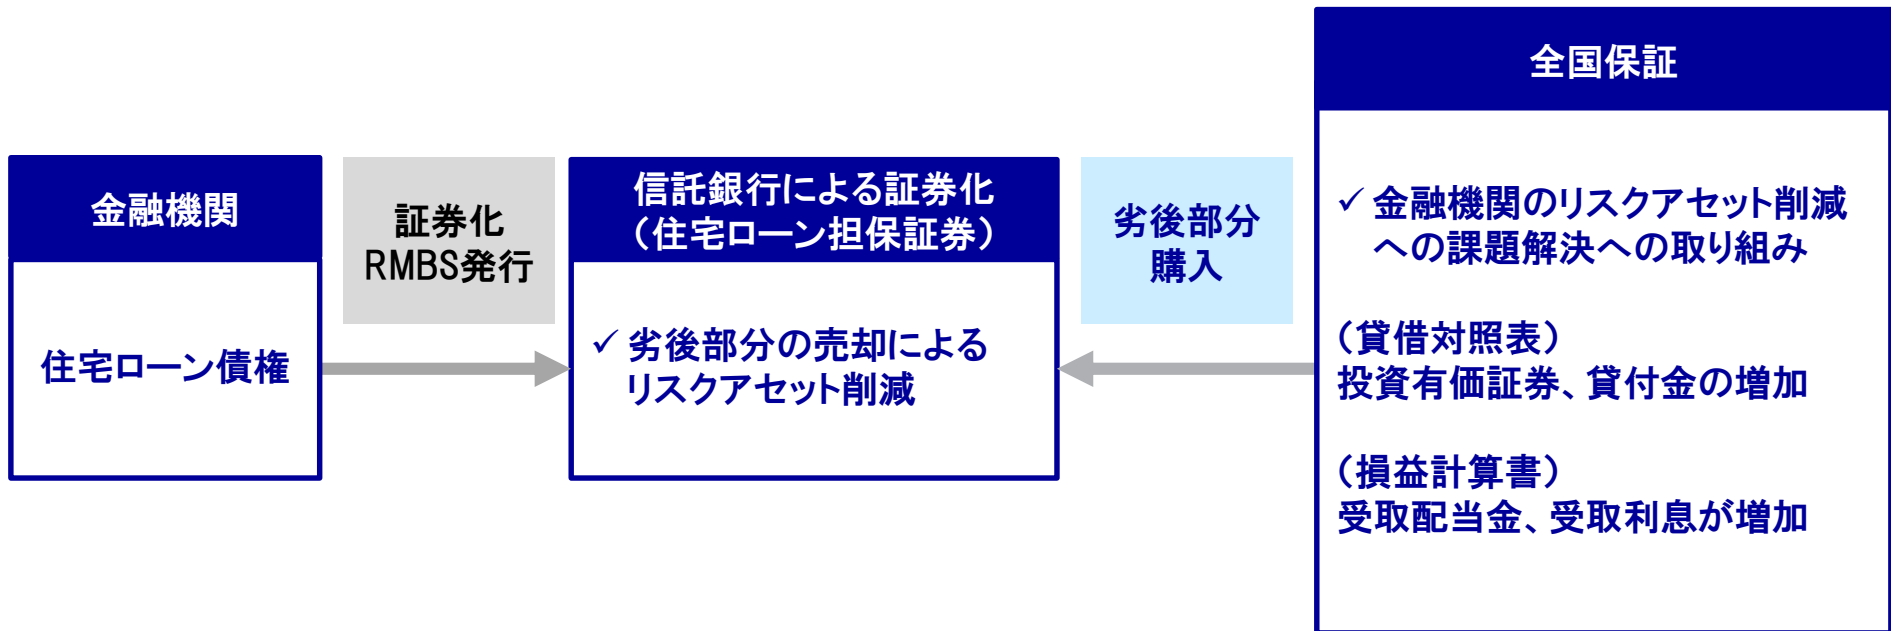 金融機関
住宅ローン債権
証券化
RMBS発行
信託銀行による証券化
（住宅ローン担保証券）
✓ 劣後部分の売却による
リスクアセット削減
劣後部分
購入
全国保証
✓ 金融機関のリスクアセット削減
への課題解決への取り組み
（貸借対照表）
投資有価証券、貸付金の増加
（損益計算書）
受取配当金、受取利息が増加